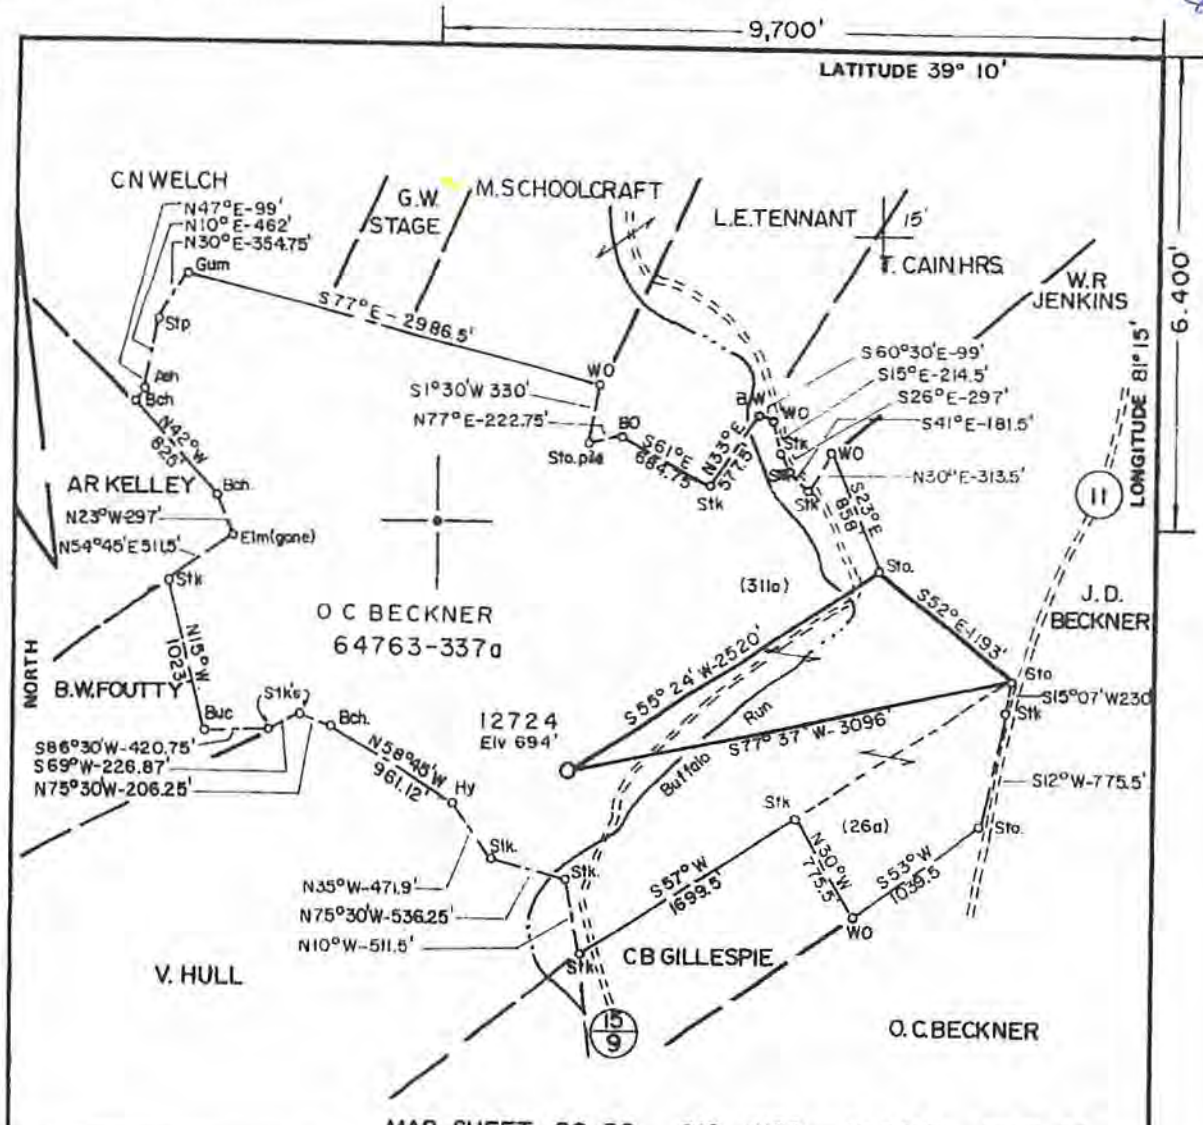 9,700'
LATITUDE 39° 10'
6.400'
LONGITUDE 81° 15'
C N WELCH
N47°E-99'
N10°E-462'
N30°E-354.75'
G.W.
STAGE
M. SCHOOLCRAFT
L.E. TENNANT
15'
T. CAIN HRS.
W.R
JENKINS
Gum
S77°E - 2986.5'
Stp
Ash
Bch
WO
S1°30'W 330'
N77°E-222.75'
BO
Sto. pile
S61°E
684.75
Stk
N33°E
577.5'
B.W.
WO
Stk
Stk
S60°30'E-99'
S15°E-214.5'
S26°E-297'
S41°E-181.5'
WO
N30°E-313.5'
S23°E
858
Sto.
N42°W
825'
AR KELLEY
Bch.
N23°W-297'
N54°45'E 511.5'
Elm(gone)
Stk
11
O C BECKNER
64763-337a
(311a)
S52°E-1193'
J. D.
BECKNER
NORTH
N15°W
1023'
B.W. FOUTTY
Stk's
Buc
Bch.
S86°30'W-420.75'
S69°W-226.87'
N75°30'W-206.25'
N58°45'W
961.12'
Hy
12724
Elv 694'
S55° 24' W-2520'
S77° 37' W-3096'
Buffalo Run
Sto
S15°07'W230'
Stk
S12°W-775.5'
Sto.
Stk
(26a)
N30°W
775.5'
S53°W
1039.5
WO
S57°W
1699.5'
Stk.
Stk.
N35°W-471.9'
N75°30'W-536.25'
N10°W-511.5'
Stk
CB GILLESPIE
V. HULL
15
9
O. C. BECKNER